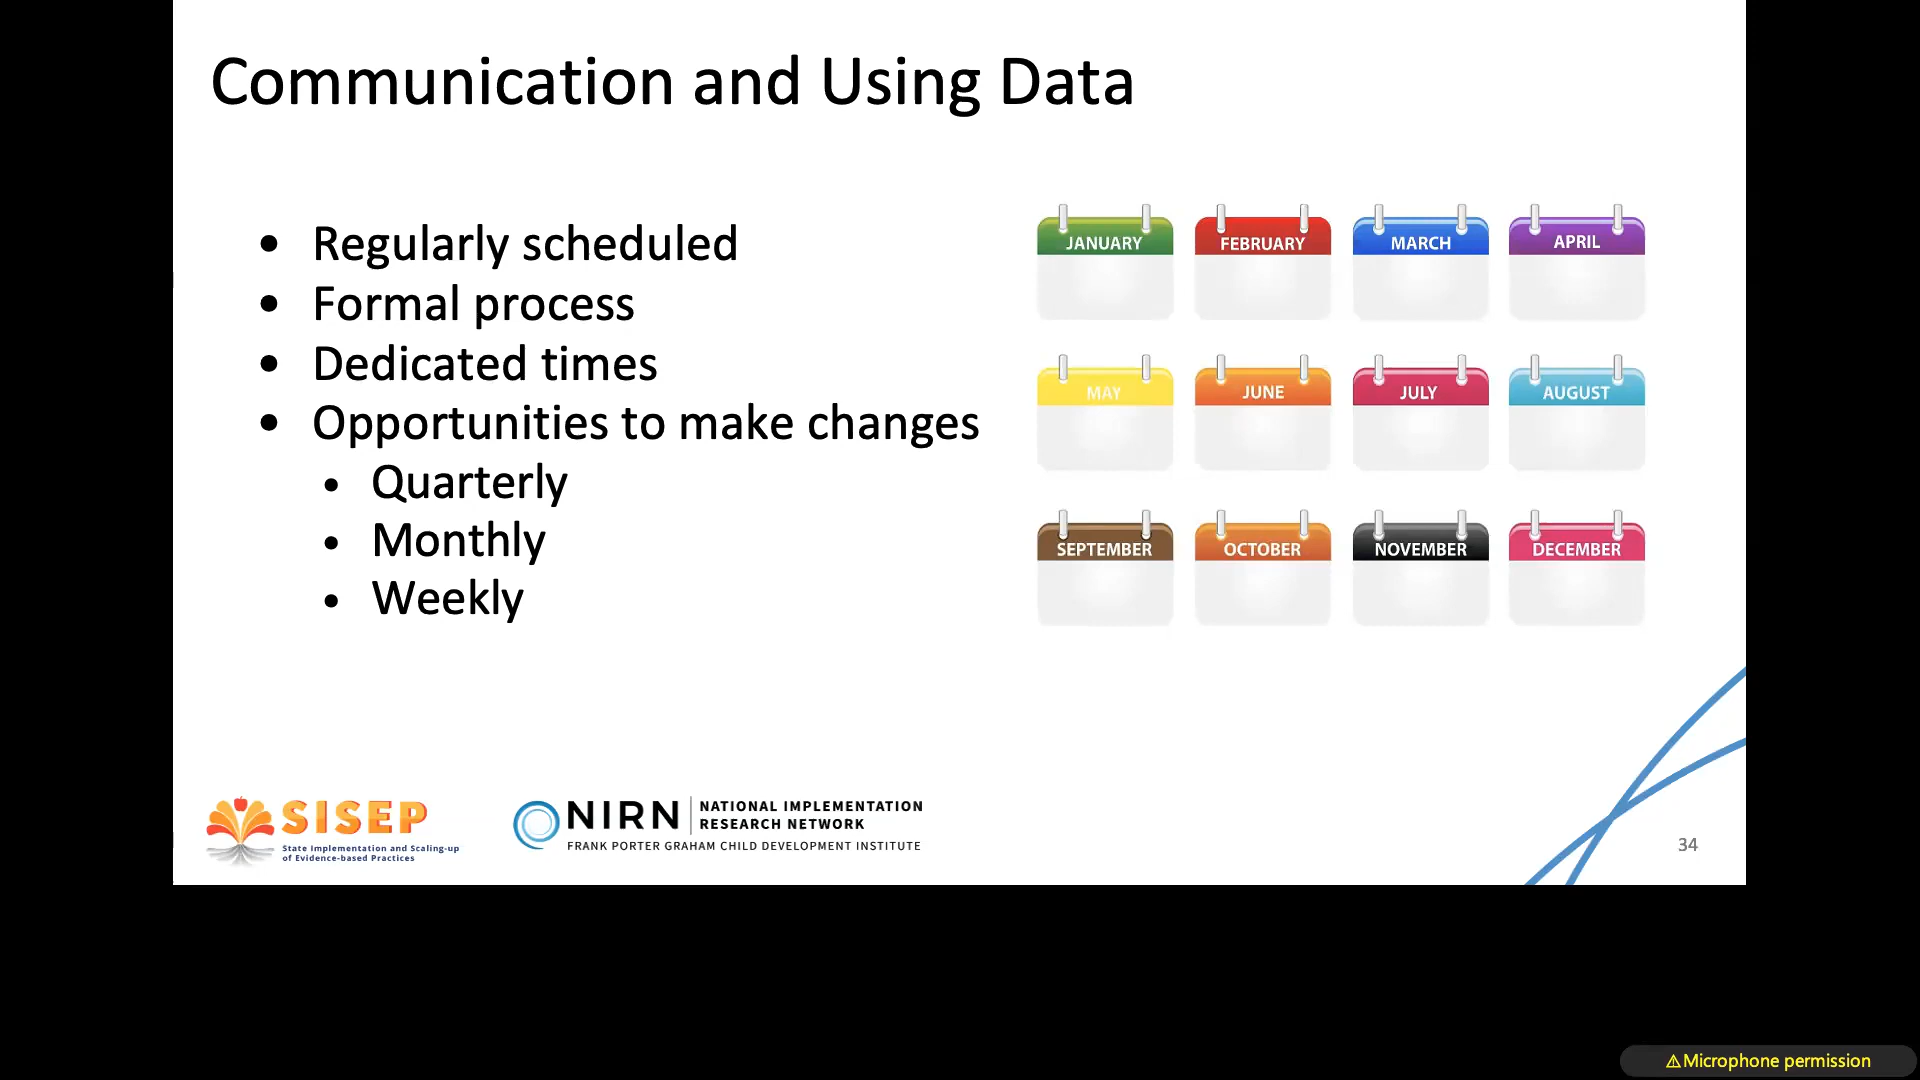 Communication and Using Data
• Regularly scheduled
• Formal process
• Dedicated times
• Opportunities to make changes
• Quarterly
• Monthly
• Weekly
JANUARY
FEBRUARY
MARCH
APRIL
MAY
JUNE
JULY
AUGUST
SEPTEMBER
OCTOBER
NOVEMBER
DECEMBER
SISEP
State Implementation and Scaling-up
of Evidence-based Practices
NIRN
NATIONAL IMPLEMENTATION
RESEARCH NETWORK
FRANK PORTER GRAHAM CHILD DEVELOPMENT INSTITUTE
34
⚠Microphone permission